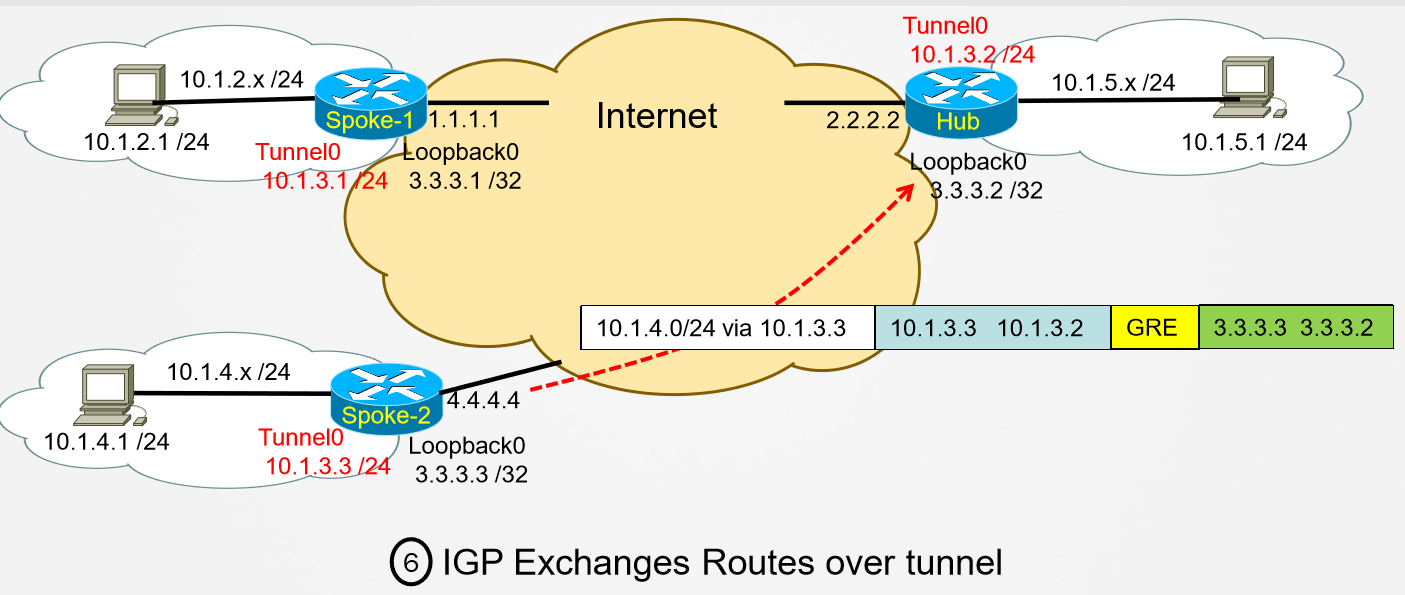 Tunnel0
10.1.3.2 /24
10.1.2.x /24
10.1.5.x /24
Spoke-1
1.1.1.1
Internet
2.2.2.2
Hub
10.1.2.1 /24
10.1.5.1 /24
Tunnel0
10.1.3.1 /24
Loopback0
3.3.3.1 /32
Loopback0
3.3.3.2 /32
10.1.4.0/24 via 10.1.3.3
10.1.3.3 10.1.3.2
GRE
3.3.3.3 3.3.3.2
10.1.4.x /24
Spoke-2
4.4.4.4
10.1.4.1 /24
Tunnel0
10.1.3.3 /24
Loopback0
3.3.3.3 /32
6 IGP Exchanges Routes over tunnel